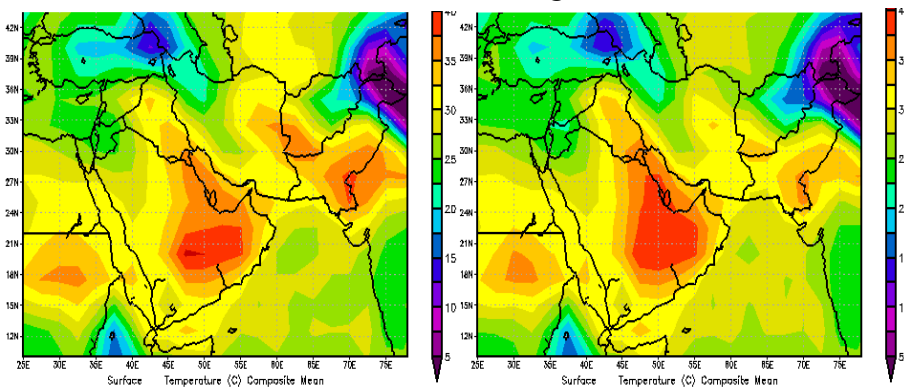 42N
39N
36N
33N
30N
27N
24N
21N
18N
15N
12N
25E 30E 35E 40E 45E 50E 55E 60E 65E 70E 75E
Surface Temperature (C) Composite Mean
40
35
30
25
20
15
10
5
42N
39N
36N
33N
30N
27N
24N
21N
18N
15N
12N
25E 30E 35E 40E 45E 50E 55E 60E 65E 70E 75E
Surface Temperature (C) Composite Mean
5